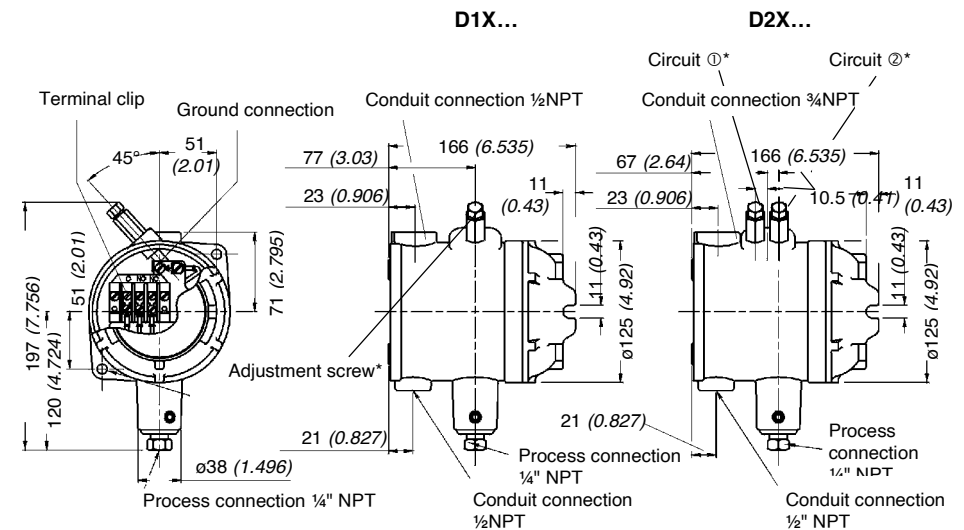 D1X...
D2X...
Circuit ①*
Circuit ②*
Terminal clip
Ground connection
Conduit connection ½NPT
Conduit connection ¾NPT
45°
51
(2.01)
77 (3.03)
166 (6.535)
67 (2.64)
166 (6.535)
23 (0.906)
11
(0.43)
23 (0.906)
10.5 (0.41)
11
(0.43)
197 (7.756)
120 (4.724)
51 (2.01)
C NO NC
71 (2.795)
11 (0.43)
ø125 (4.92)
11 (0.43)
ø125 (4.92)
Adjustment screw*
21 (0.827)
21 (0.827)
ø38 (1.496)
Process connection ¼" NPT
Process connection
¼" NPT
Conduit connection
½NPT
Process
connection
¼" NPT
Conduit connection
½" NPT